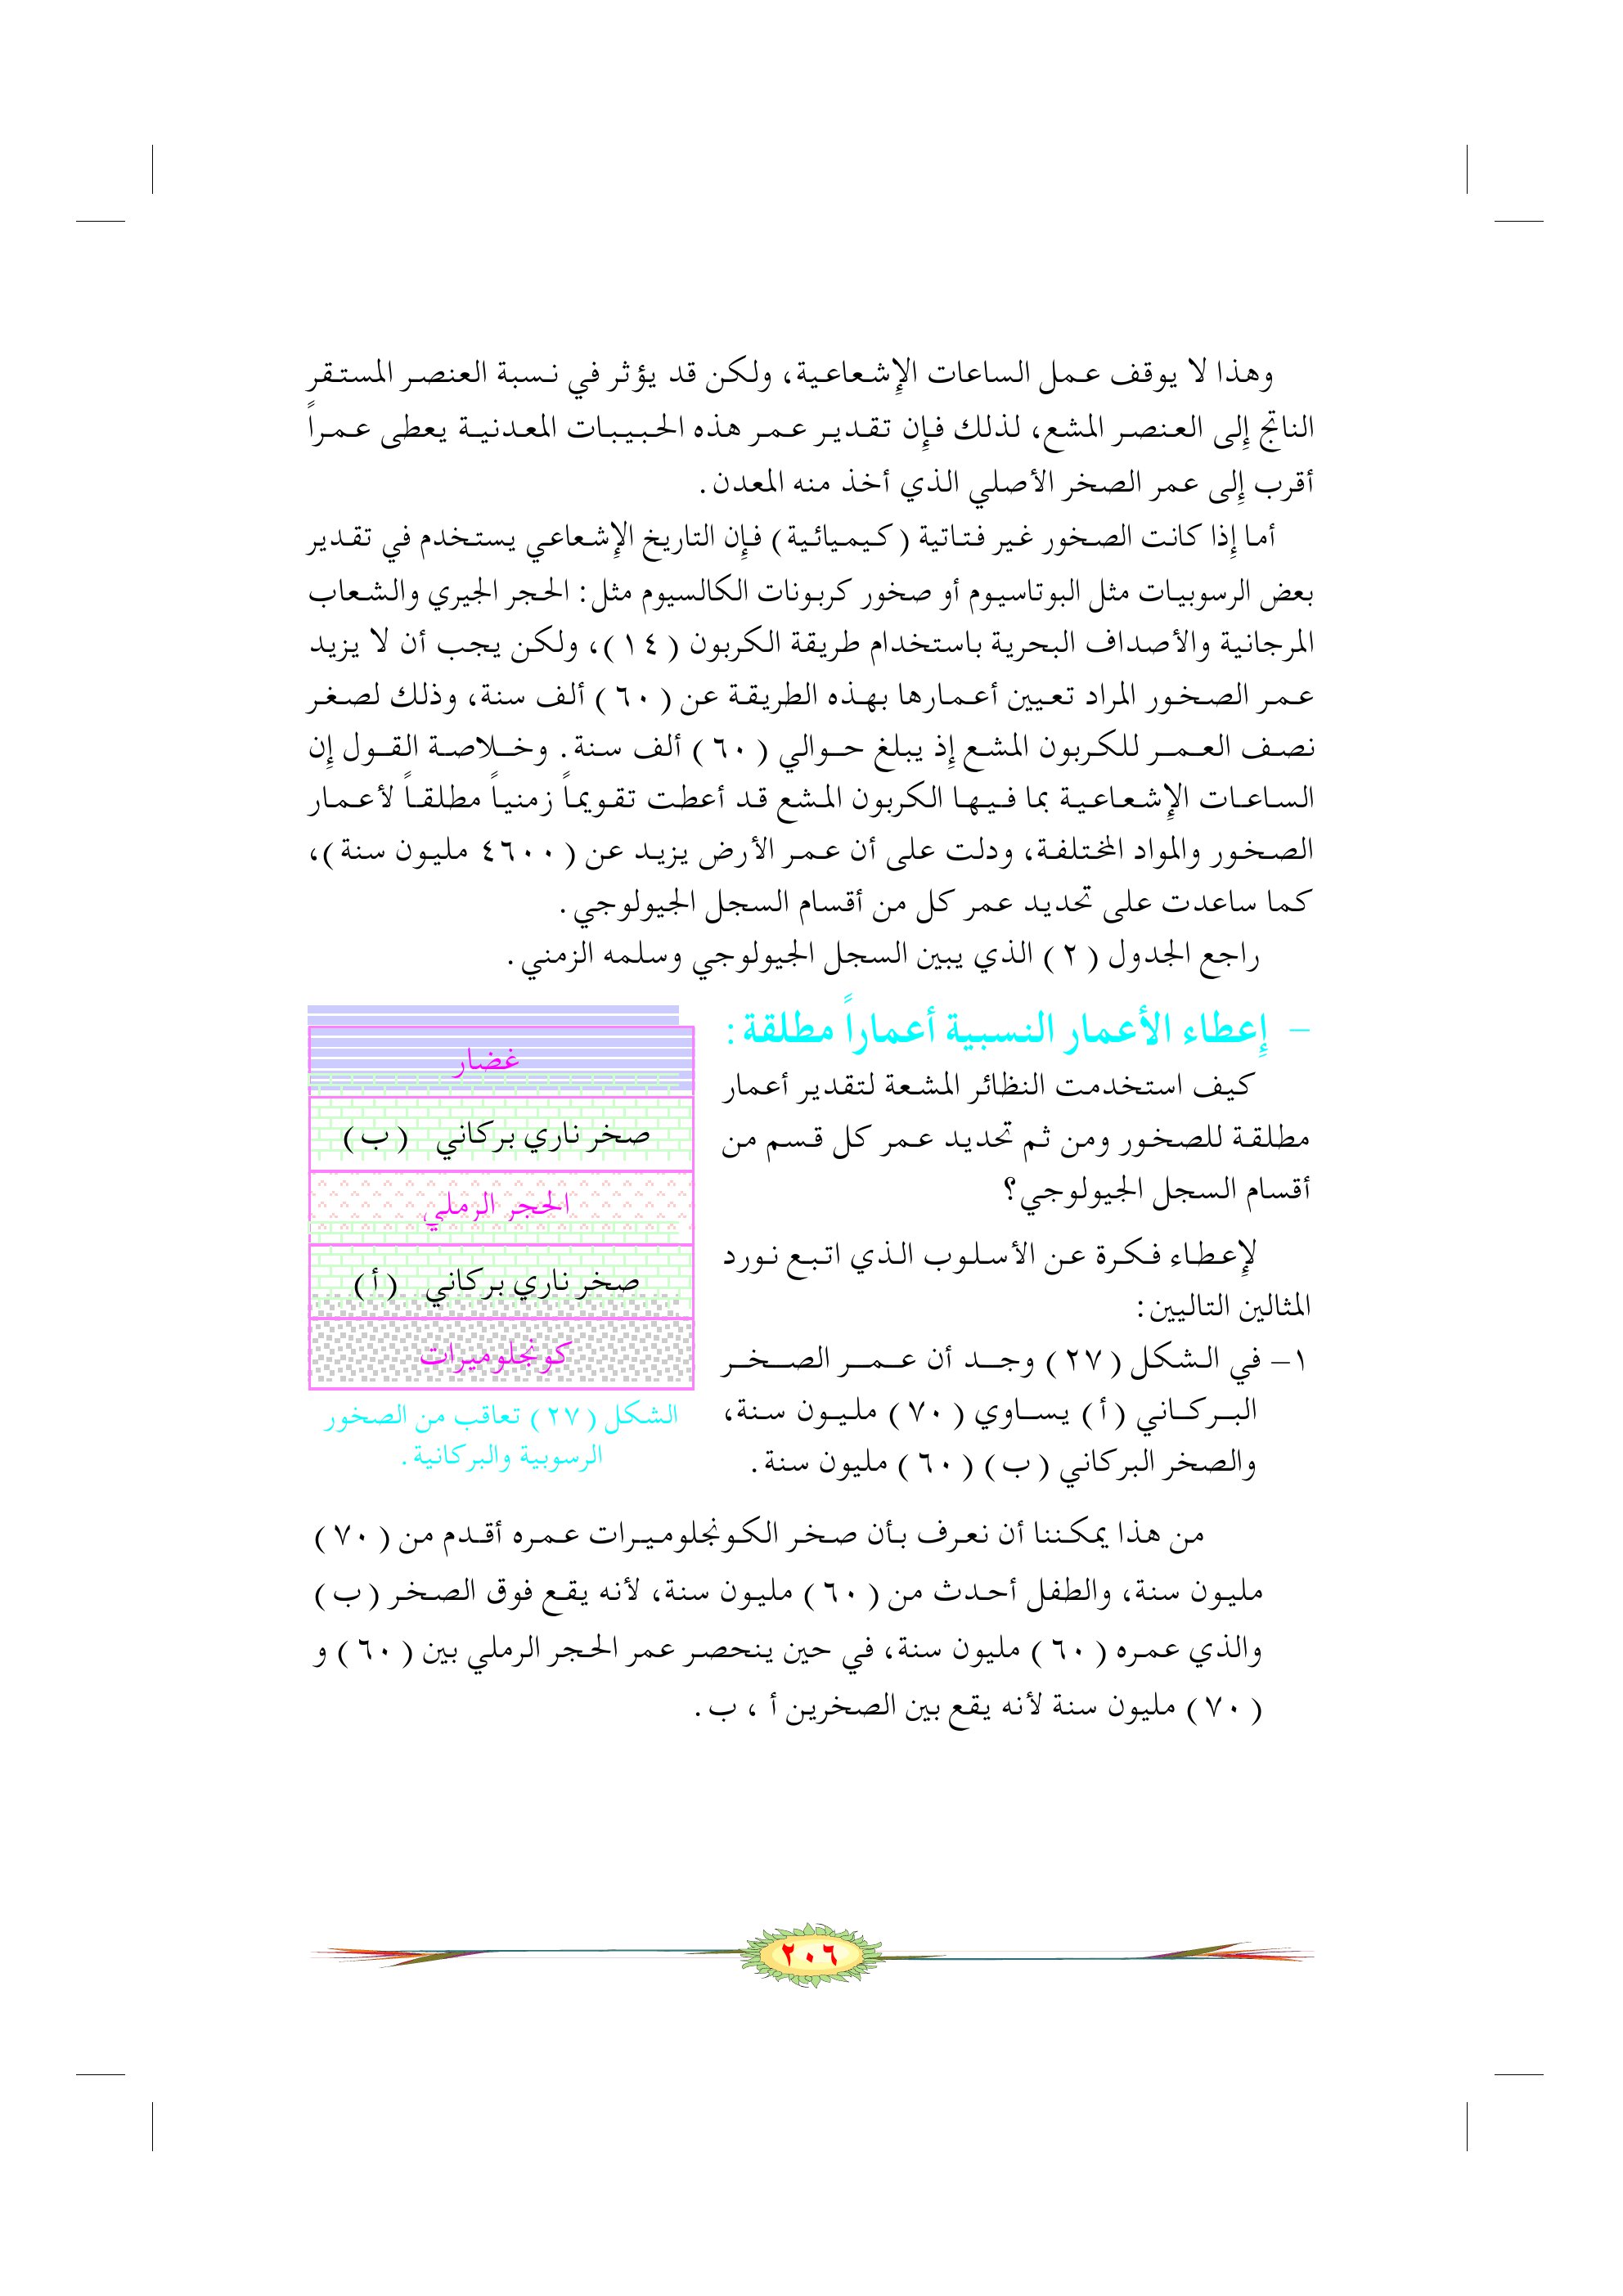 وهذا لا يوقف عمل الساعات الإشعاعية، ولكن قد يؤثر في نسبة العنصر المستقر
الناتج إلى العنصر المشع، لذلك فإن تقدير عمر هذه الحبيبات المعدنية يعطى عمراً
أقرب إلى عمر الصخر الأصلي الذي أخذ منه المعدن.
أما إذا كانت الصخور غير فتاتية (كيميائية) فإن التاريخ الإشعاعي يستخدم في تقدير
بعض الرسوبيات مثل البوتاسيوم أو صخور كربونات الكالسيوم مثل: الحجر الجيري والشعاب
المرجانية والأصداف البحرية باستخدام طريقة الكربون (١٤)، ولكن يجب أن لا يزيد
عمر الصخور المراد تعيين أعمارها بهذه الطريقة عن (٦٠) ألف سنة، وذلك لصغر
نصف العمر للكربون المشع إذ يبلغ حوالي (٦٠) ألف سنة. وخلاصة القول إن
الساعات الإشعاعية بما فيها الكربون المشع قد أعطت تقويماً زمنياً مطلقاً لأعمار
الصخور والمواد المختلفة، ودلت على أن عمر الأرض يزيد عن (٤٦٠٠ مليون سنة)،
كما ساعدت على تحديد عمر كل من أقسام السجل الجيولوجي.
راجع الجدول (٢) الذي يبين السجل الجيولوجي وسلمه الزمني.
– إعطاء الأعمار النسبية أعماراً مطلقة:
كيف استخدمت النظائر المشعة لتقدير أعمار
مطلقة للصخور ومن ثم تحديد عمر كل قسم من
أقسام السجل الجيولوجي؟
لإعطاء فكرة عن الأسلوب الذي اتبع نورد
المثالين التاليين:
١– في الشكل (٢٧) وجد أن عمر الصخر
البركاني (أ) يساوي (٧٠) مليون سنة،
والصخر البركاني (ب) (٦٠) مليون سنة.
غضار
صخر ناري بركاني (ب)
الحجر الرملي
صخر ناري بركاني (أ)
كونجلوميرات
الشكل (٢٧) تعاقب من الصخور
الرسوبية والبركانية.
من هذا يمكننا أن نعرف بأن صخر الكونجلوميرات عمره أقدم من (٧٠)
مليون سنة، والطفل أحدث من (٦٠) مليون سنة، لأنه يقع فوق الصخر (ب)
والذي عمره (٦٠) مليون سنة، في حين ينحصر عمر الحجر الرملي بين (٦٠) و
(٧٠) مليون سنة لأنه يقع بين الصخرين أ ، ب.
٢٠٦